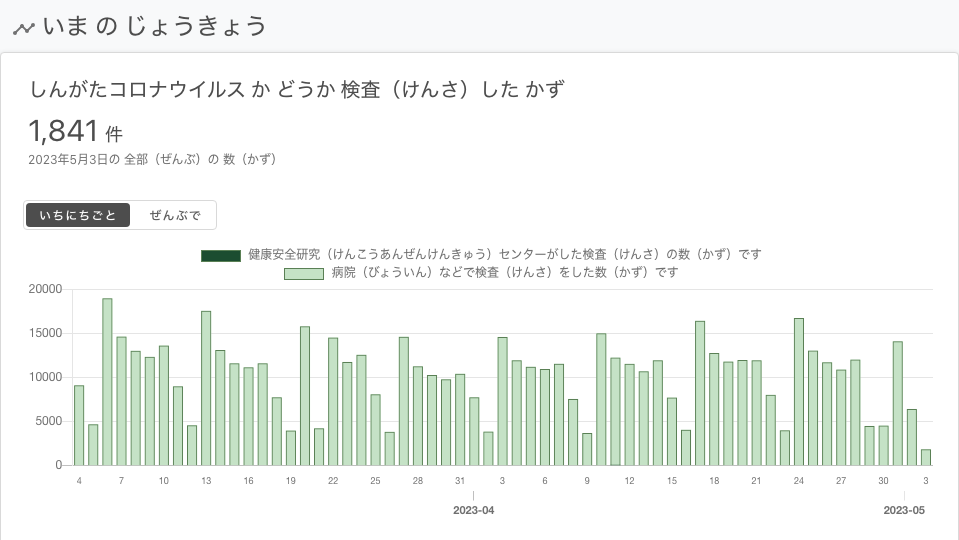 いま の じょうきょう
しんがたコロナウイルス か どうか 検査（けんさ）した かず
1,841 件
2023年5月3日の 全部（ぜんぶ）の 数（かず）
いちにちごと ぜんぶで
健康安全研究（けんこうあんぜんけんきゅう）センターがした検査（けんさ）の数（かず）です
病院（びょういん）などで検査（けんさ）をした数（かず）です
20000
15000
10000
5000
0
4 7 10 13 16 19 22 25 28 31 3 6 9 12 15 18 21 24 27 30 3
2023-04 2023-05